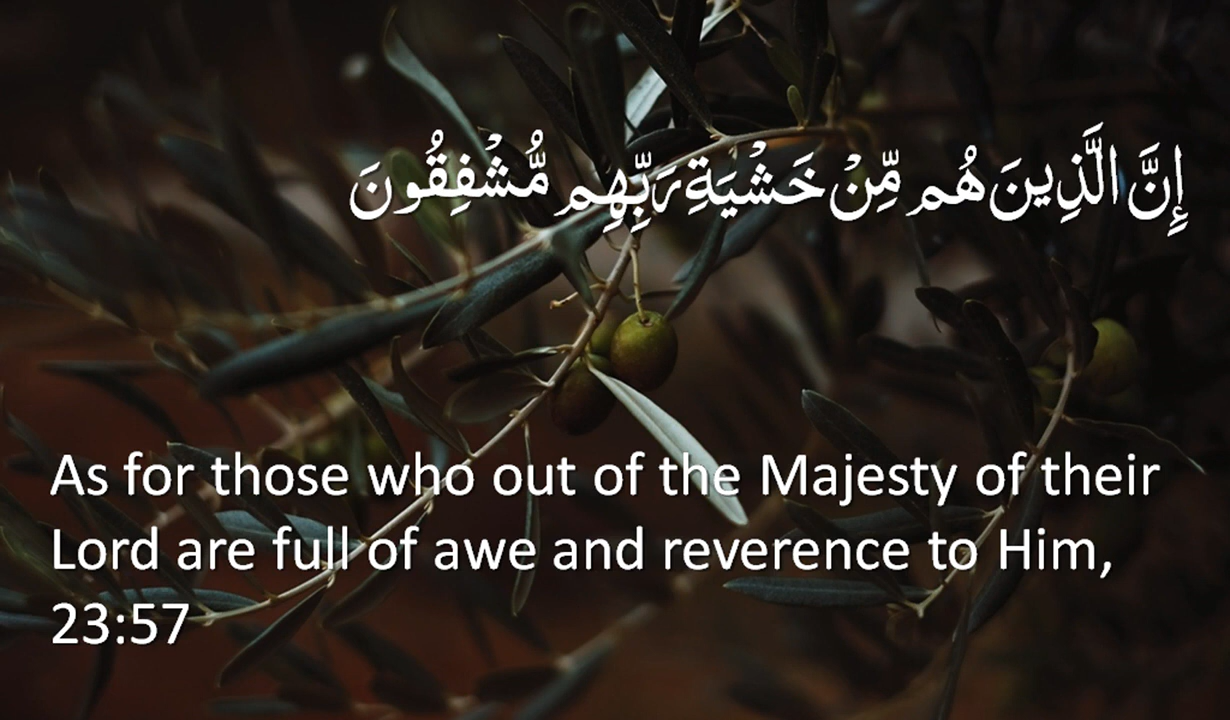 إِنَّ الَّذِينَ هُم مِّنْ خَشْيَةِ رَبِّهِم مُّشْفِقُونَ
As for those who out of the Majesty of their
Lord are full of awe and reverence to Him,
23:57